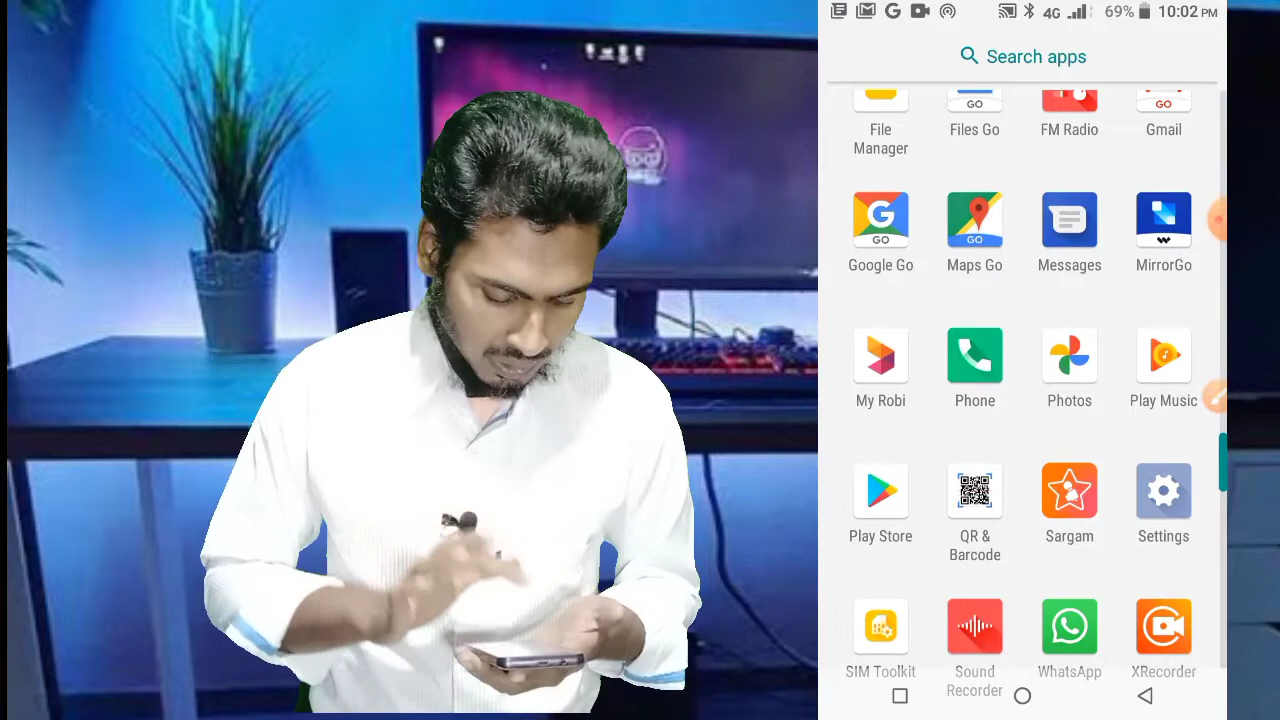 4G 69% 10:02 PM
Search apps
File Manager
Files Go
FM Radio
Gmail
GO
GO
Google Go
Maps Go
Messages
MirrorGo
GO
GO
My Robi
Phone
Photos
Play Music
Play Store
QR & Barcode
Sargam
Settings
SIM Toolkit
Sound Recorder
WhatsApp
XRecorder